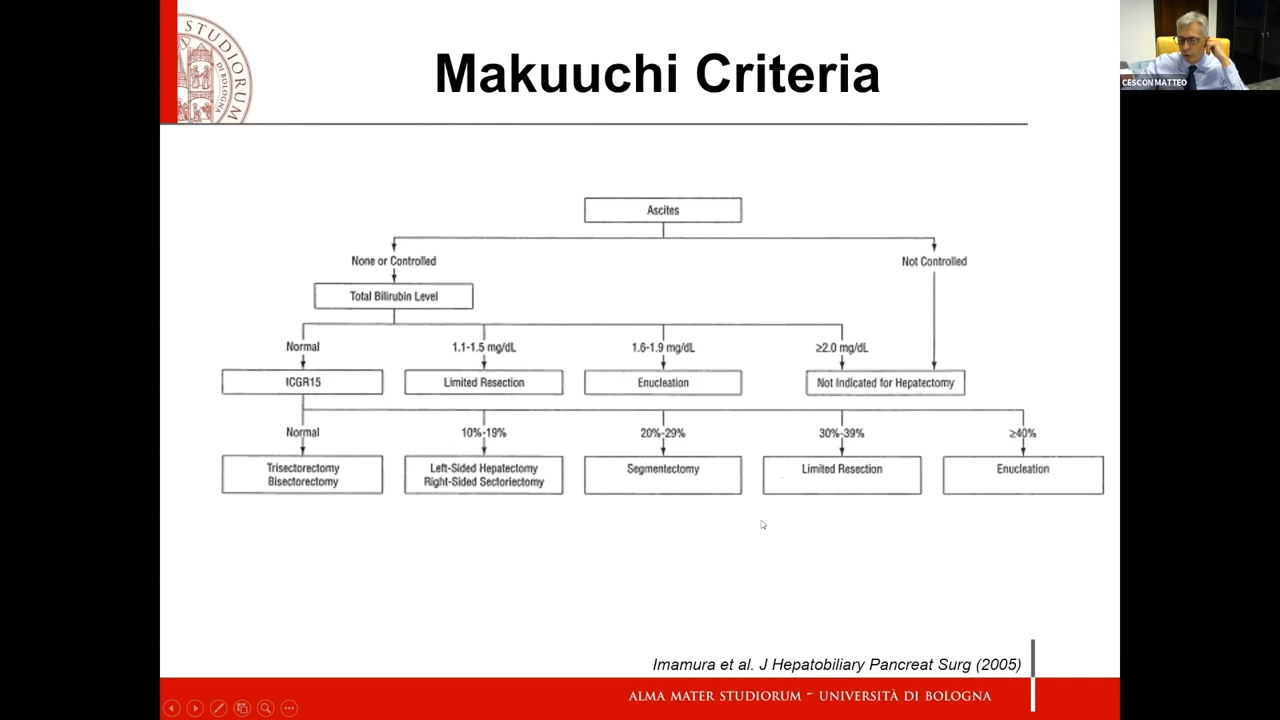 STUDIORUM
DI BOLOGNA
CESCON MATTEO
Makuuchi Criteria
Ascites
None or Controlled
Not Controlled
Total Bilirubin Level
Normal
1.1-1.5 mg/dL
1.6-1.9 mg/dL
≥2.0 mg/dL
ICGR15
Limited Resection
Enucleation
Not Indicated for Hepatectomy
Normal
10%-19%
20%-29%
30%-39%
≥40%
Trisectorectomy
Bisectorectomy
Left-Sided Hepatectomy
Right-Sided Sectoriectomy
Segmentectomy
Limited Resection
Enucleation
Imamura et al. J Hepatobiliary Pancreat Surg (2005)
ALMA MATER STUDIORUM ~ UNIVERSITÀ DI BOLOGNA